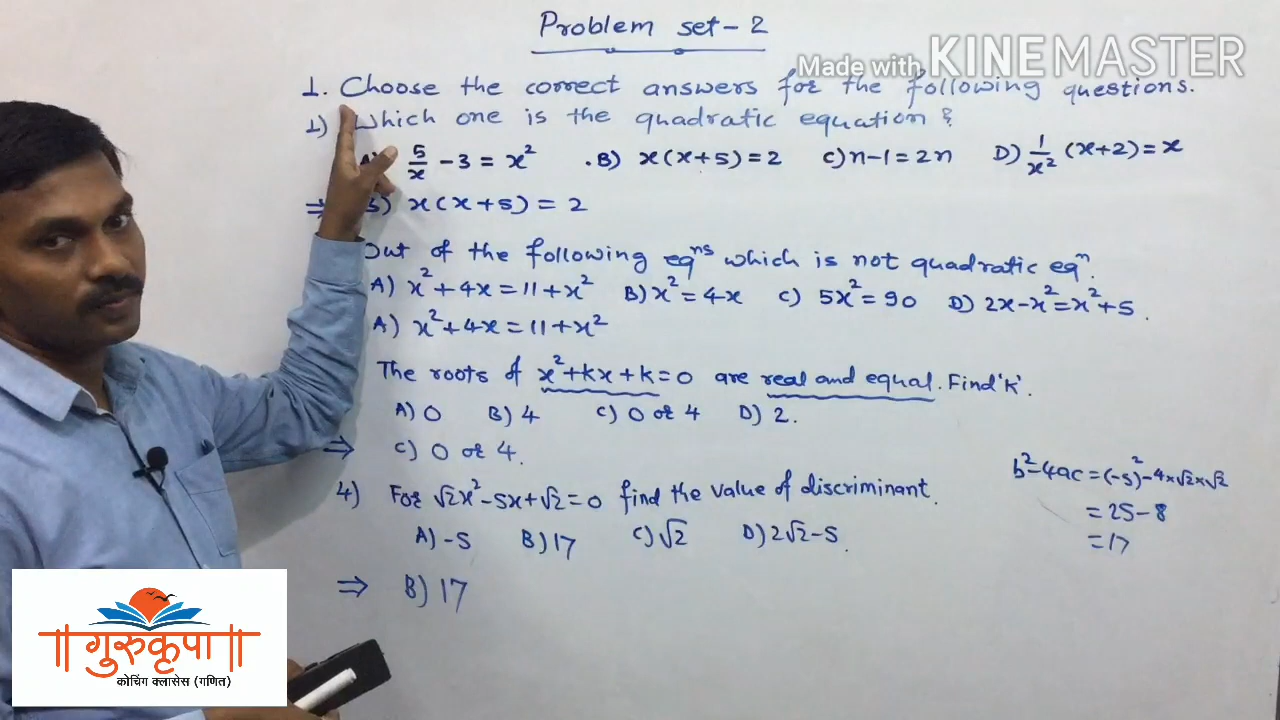 Problem set-2
Made with KINEMASTER
1. Choose the correct answers for the following questions.
1) Which one is the quadratic equation?
A) 5/x - 3 = x² .B) x(x+5)=2 C) n-1=2n D) 1/x² (x+2)=x
⇒ B) x(x+5) = 2
Out of the following eqⁿˢ which is not quadratic eqⁿ.
A) x²+4x=11+x² B) x²=4x C) 5x²=90 D) 2x-x²=x²+5.
A) x²+4x=11+x²
The roots of x²+kx+k=0 are real and equal. Find 'k'.
A) 0 B) 4 C) 0 or 4 D) 2.
⇒ C) 0 or 4.
4) For √2x²-5x+√2=0 find the value of discriminant.
A) -5 B) 17 C) √2 D) 2√2-5.
⇒ B) 17
b²-4ac = (-5)²-4×√2×√2
= 25-8
= 17
॥ गुरुकृपा ॥
कोचिंग क्लासेस (गणित)